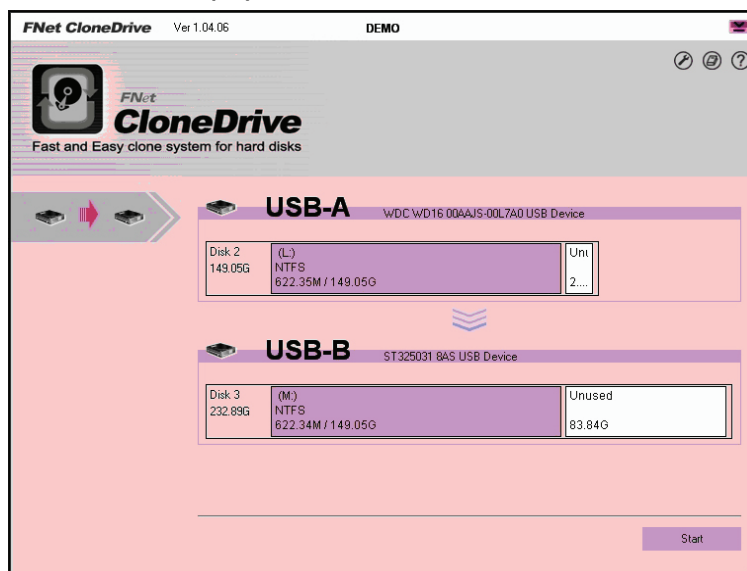 FNet CloneDrive Ver 1.04.06 DEMO
FNet
CloneDrive
Fast and Easy clone system for hard disks
USB-A WDC WD16 00AAJS-00L7A0 USB Device
Disk 2
149.05G
(L:)
NTFS
622.35M / 149.05G
Unu
2....
USB-B ST325031 8AS USB Device
Disk 3
232.89G
(M:)
NTFS
622.34M / 149.05G
Unused
83.84G
Start